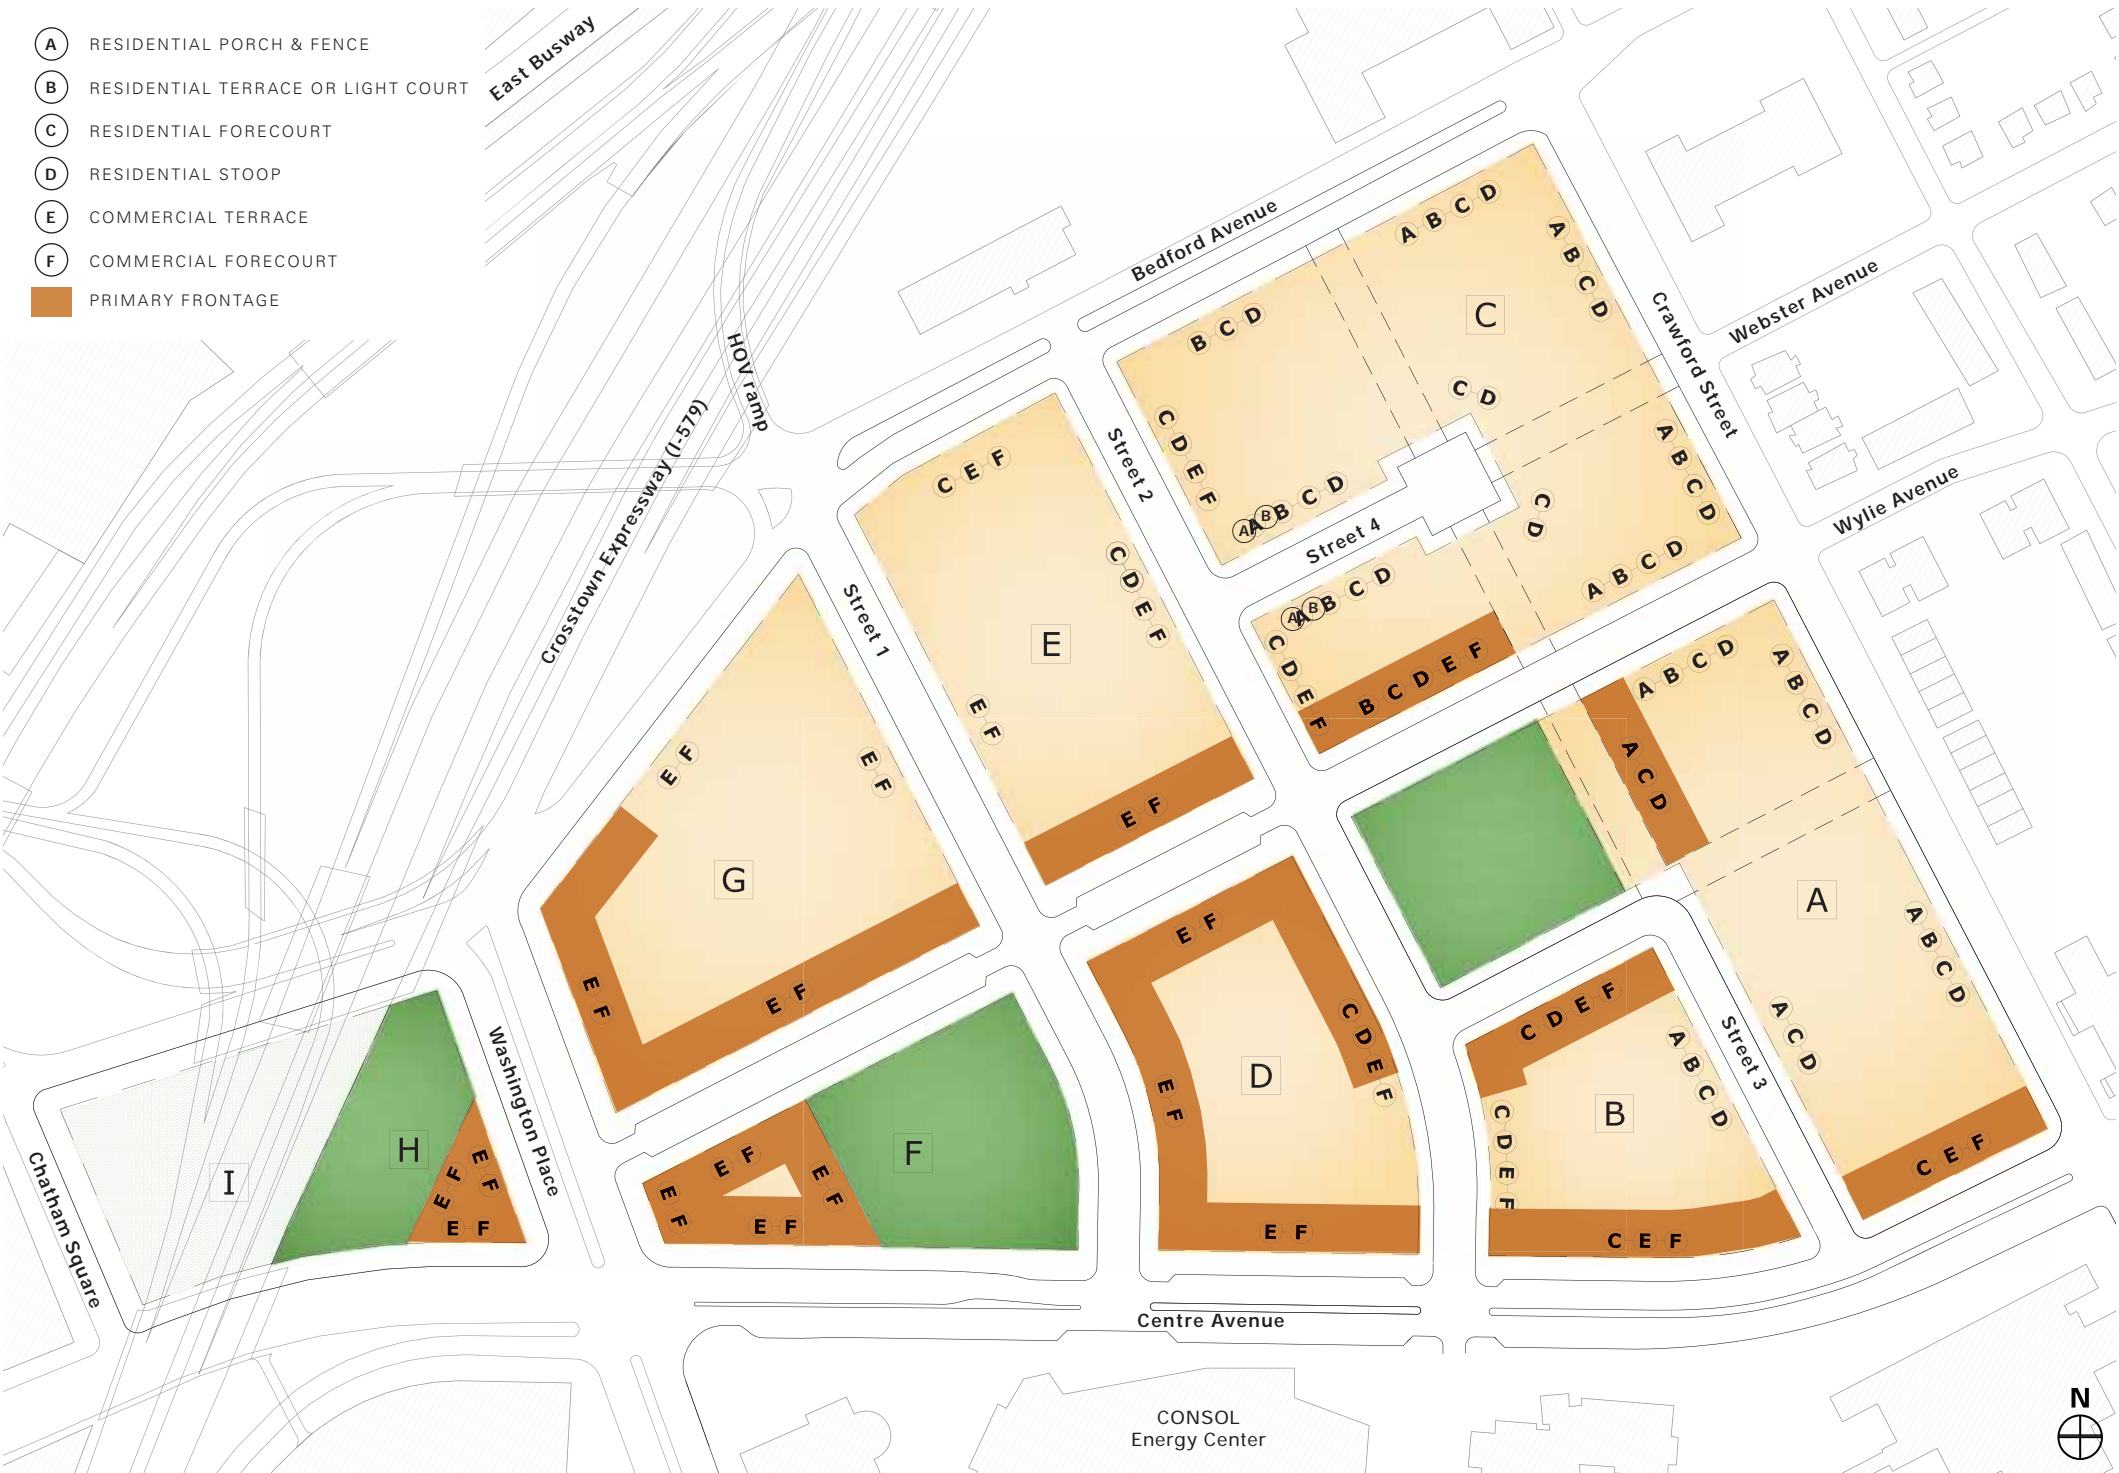 A RESIDENTIAL PORCH & FENCE
B RESIDENTIAL TERRACE OR LIGHT COURT
C RESIDENTIAL FORECOURT
D RESIDENTIAL STOOP
E COMMERCIAL TERRACE
F COMMERCIAL FORECOURT
PRIMARY FRONTAGE
East Busway
HOV ramp
Crosstown Expressway (I-579)
Bedford Avenue
Crawford Street
Webster Avenue
Wylie Avenue
Street 2
Street 4
Street 1
Street 3
Washington Place
Chatham Square
Centre Avenue
CONSOL
Energy Center
N
C
A B C D
A B C D
B C D
C D E F
C D
C D
A A B B C D
A B C D
A B C D
A A B B C D
C D E F
B C D E F
E
C E F
C D E F
E F
E F
G
E F
E F
E F
E F
A
A B C D
A B C D
A C D
A B C D
A C D
C E F
B
C D E F
A B C D
C D E F
C E F
D
E F
C D E F
F
E F
E F
F
E F
E F
E F
E F
H
E F
E F
E F
I